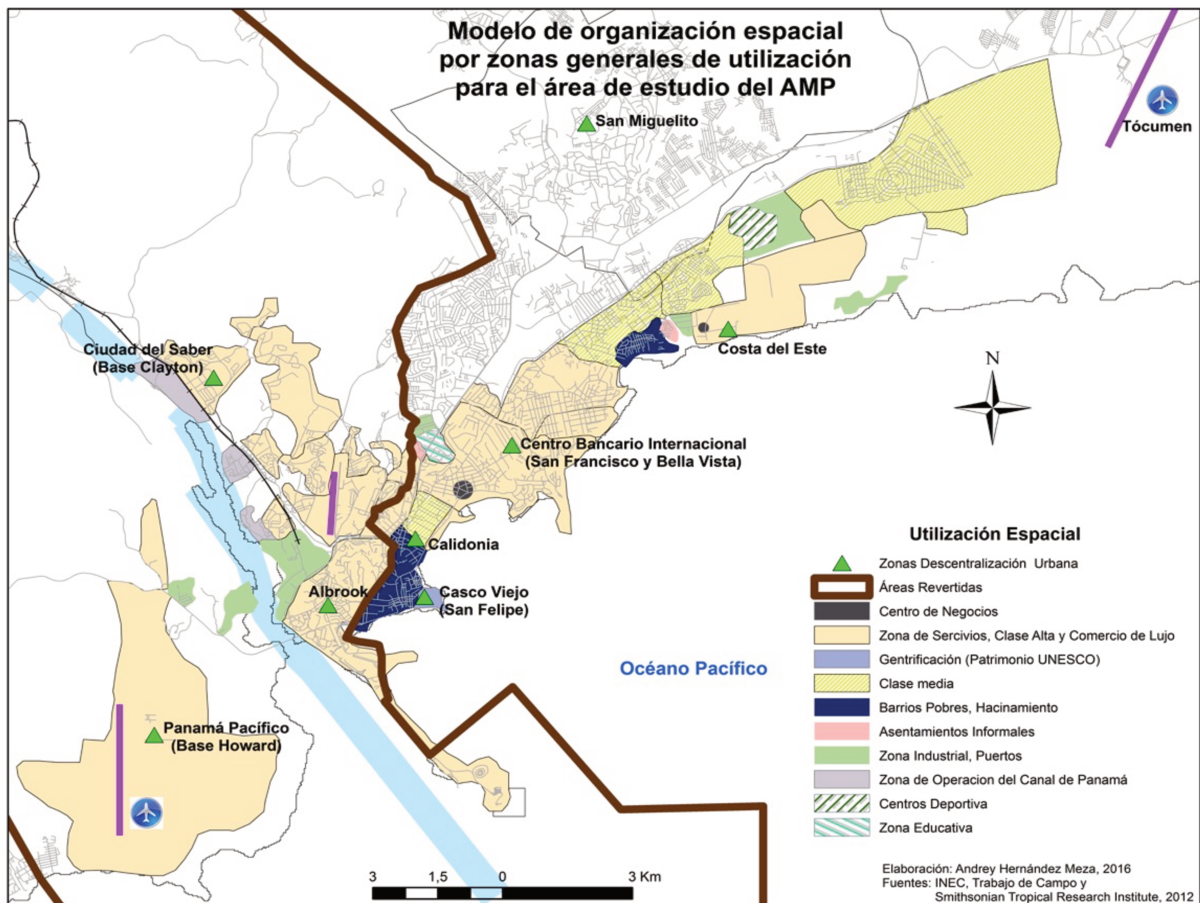 Modelo de organización espacial
por zonas generales de utilización
para el área de estudio del AMP
San Miguelito
Tócumen
Ciudad del Saber
(Base Clayton)
Costa del Este
N
Centro Bancario Internacional
(San Francisco y Bella Vista)
Calidonia
Albrook
Casco Viejo
(San Felipe)
Océano Pacífico
Panamá Pacífico
(Base Howard)
Utilización Espacial
Zonas Descentralización Urbana
Áreas Revertidas
Centro de Negocios
Zona de Sercivios, Clase Alta y Comercio de Lujo
Gentrificación (Patrimonio UNESCO)
Clase media
Barrios Pobres, Hacinamiento
Asentamientos Informales
Zona Industrial, Puertos
Zona de Operacion del Canal de Panamá
Centros Deportiva
Zona Educativa
3 1,5 0 3 Km
Elaboración: Andrey Hernández Meza, 2016
Fuentes: INEC, Trabajo de Campo y
Smithsonian Tropical Research Institute, 2012